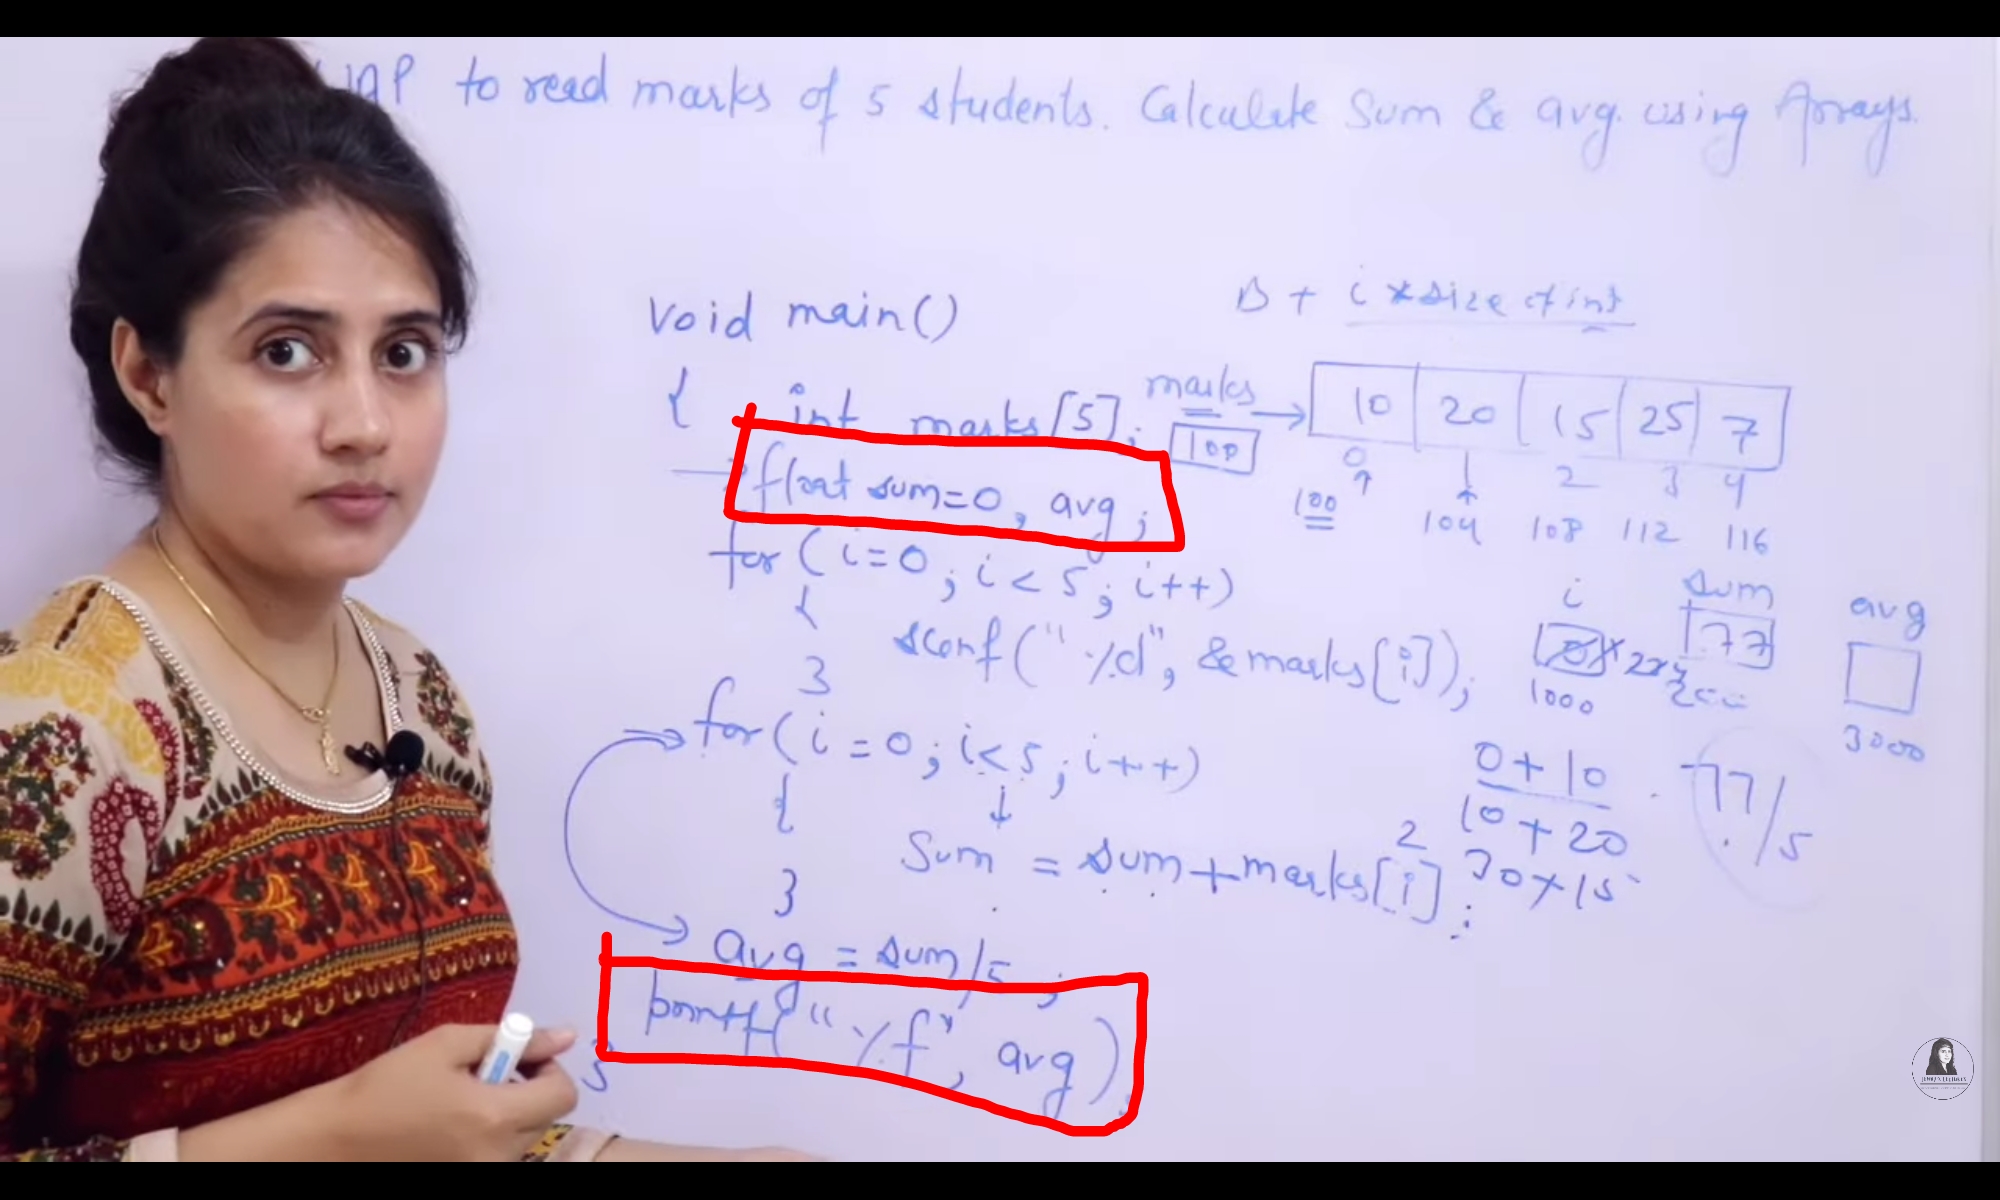 WAP to read marks of 5 students. Calculate Sum & avg. using Arrays.
B + i * size of int
void main()
{ int marks[5];
marks
100
10 20 15 25 7
0 1 2 3 4
100 104 108 112 116
float sum=0, avg;
for (i=0; i<5; i++)
{
scanf("%d", &marks[i]);
}
i sum avg
77
1000 3000
for(i=0; i<5; i++)
{
Sum = sum+marks[i];
2
}
0+10
10+20
30+15
77/5
avg = sum/5;
printf("%f", avg);
}